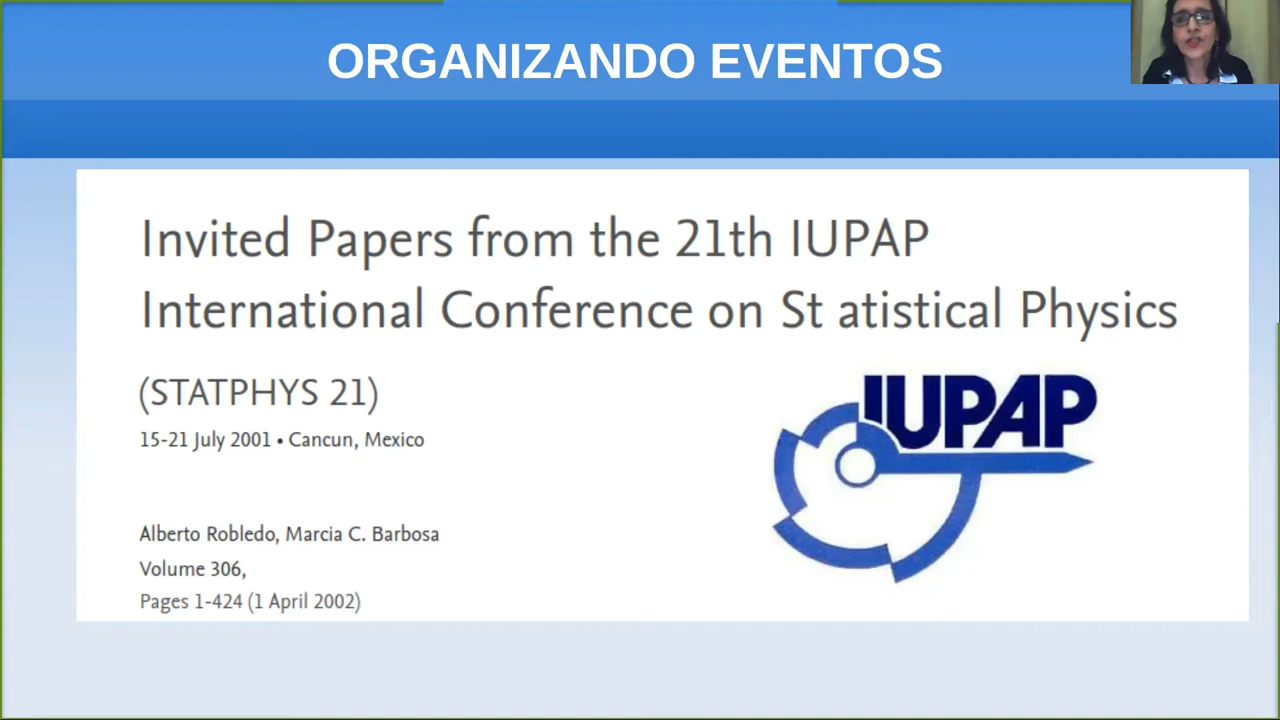 ORGANIZANDO EVENTOS
Invited Papers from the 21th IUPAP
International Conference on St atistical Physics
(STATPHYS 21)
15-21 July 2001 • Cancun, Mexico
IUPAP
Alberto Robledo, Marcia C. Barbosa
Volume 306,
Pages 1-424 (1 April 2002)